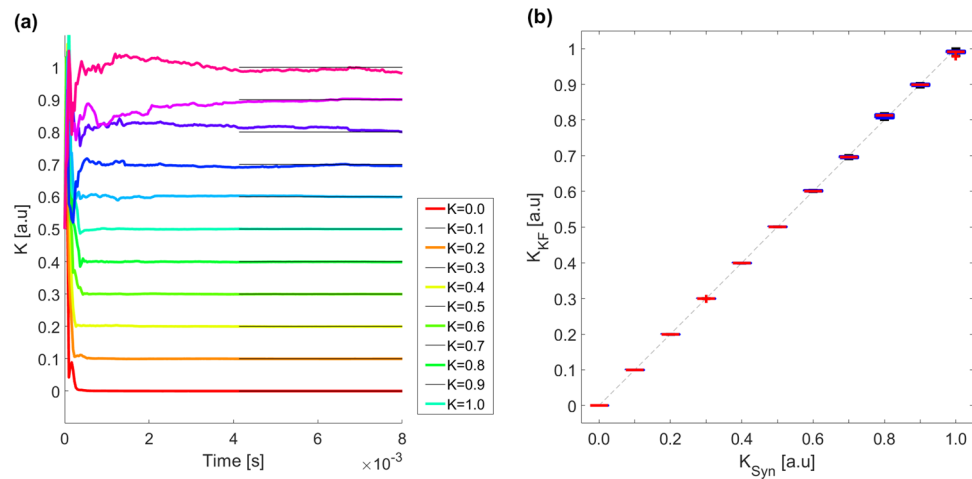 (a)
K [a.u]
1
0.9
0.8
0.7
0.6
0.5
0.4
0.3
0.2
0.1
0
0 2 4 6 8
Time [s]
×10⁻³
K=0.0
K=0.1
K=0.2
K=0.3
K=0.4
K=0.5
K=0.6
K=0.7
K=0.8
K=0.9
K=1.0
(b)
K_KF [a.u]
1
0.9
0.8
0.7
0.6
0.5
0.4
0.3
0.2
0.1
0
0.0 0.1 0.2 0.3 0.4 0.5 0.6 0.7 0.8 0.9 1.0
K_Syn [a.u]